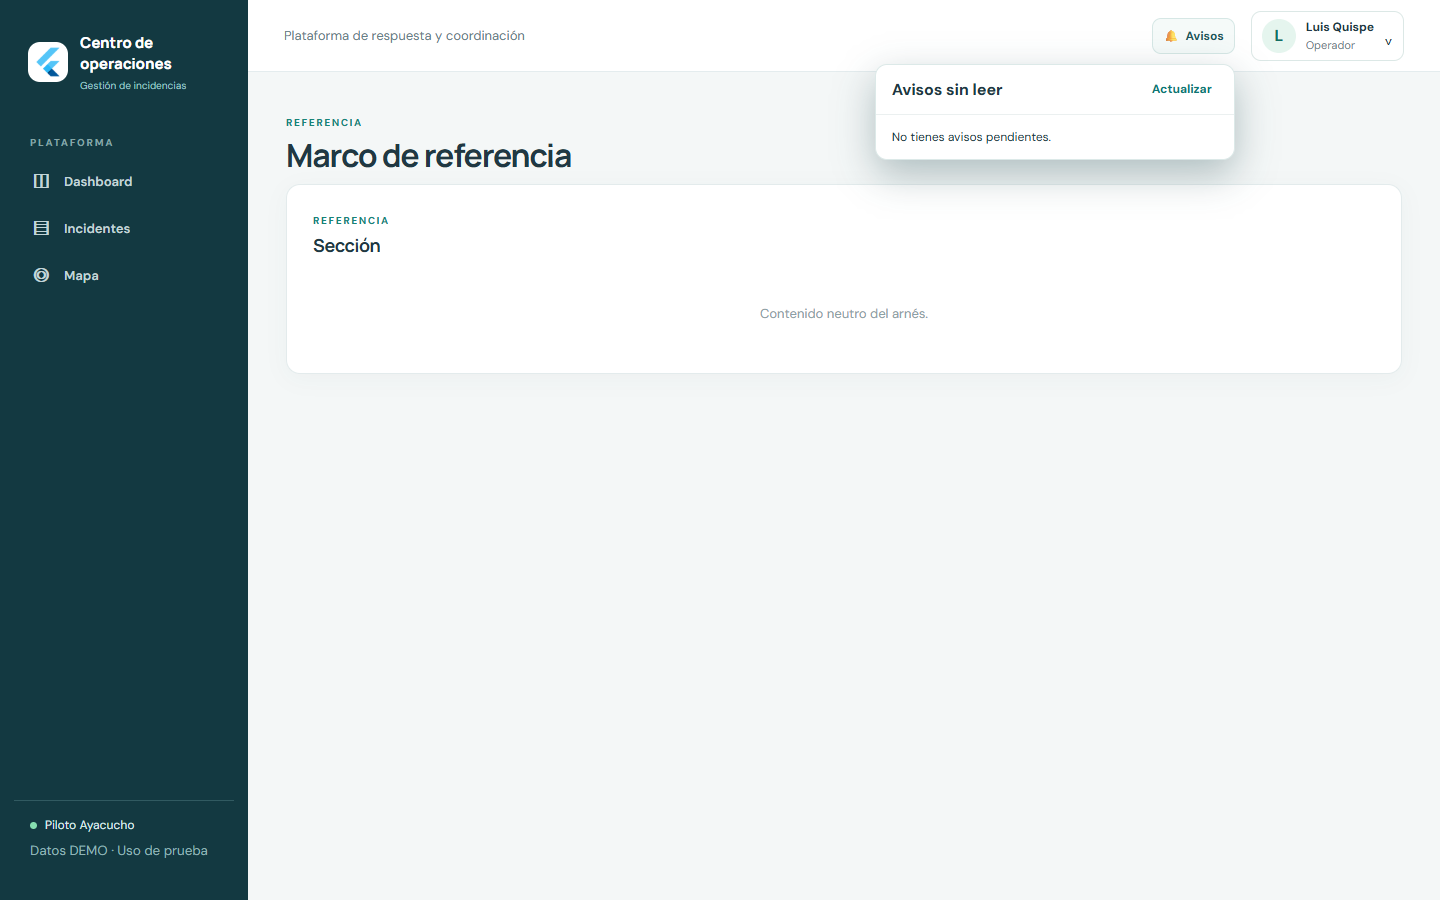 Centro de
operaciones
Gestión de incidencias
PLATAFORMA
Dashboard
Incidentes
Mapa
Piloto Ayacucho
Datos DEMO · Uso de prueba
Plataforma de respuesta y coordinación
Avisos
L
Luis Quispe
Operador
v
Avisos sin leer
Actualizar
No tienes avisos pendientes.
REFERENCIA
Marco de referencia
REFERENCIA
Sección
Contenido neutro del arnés.